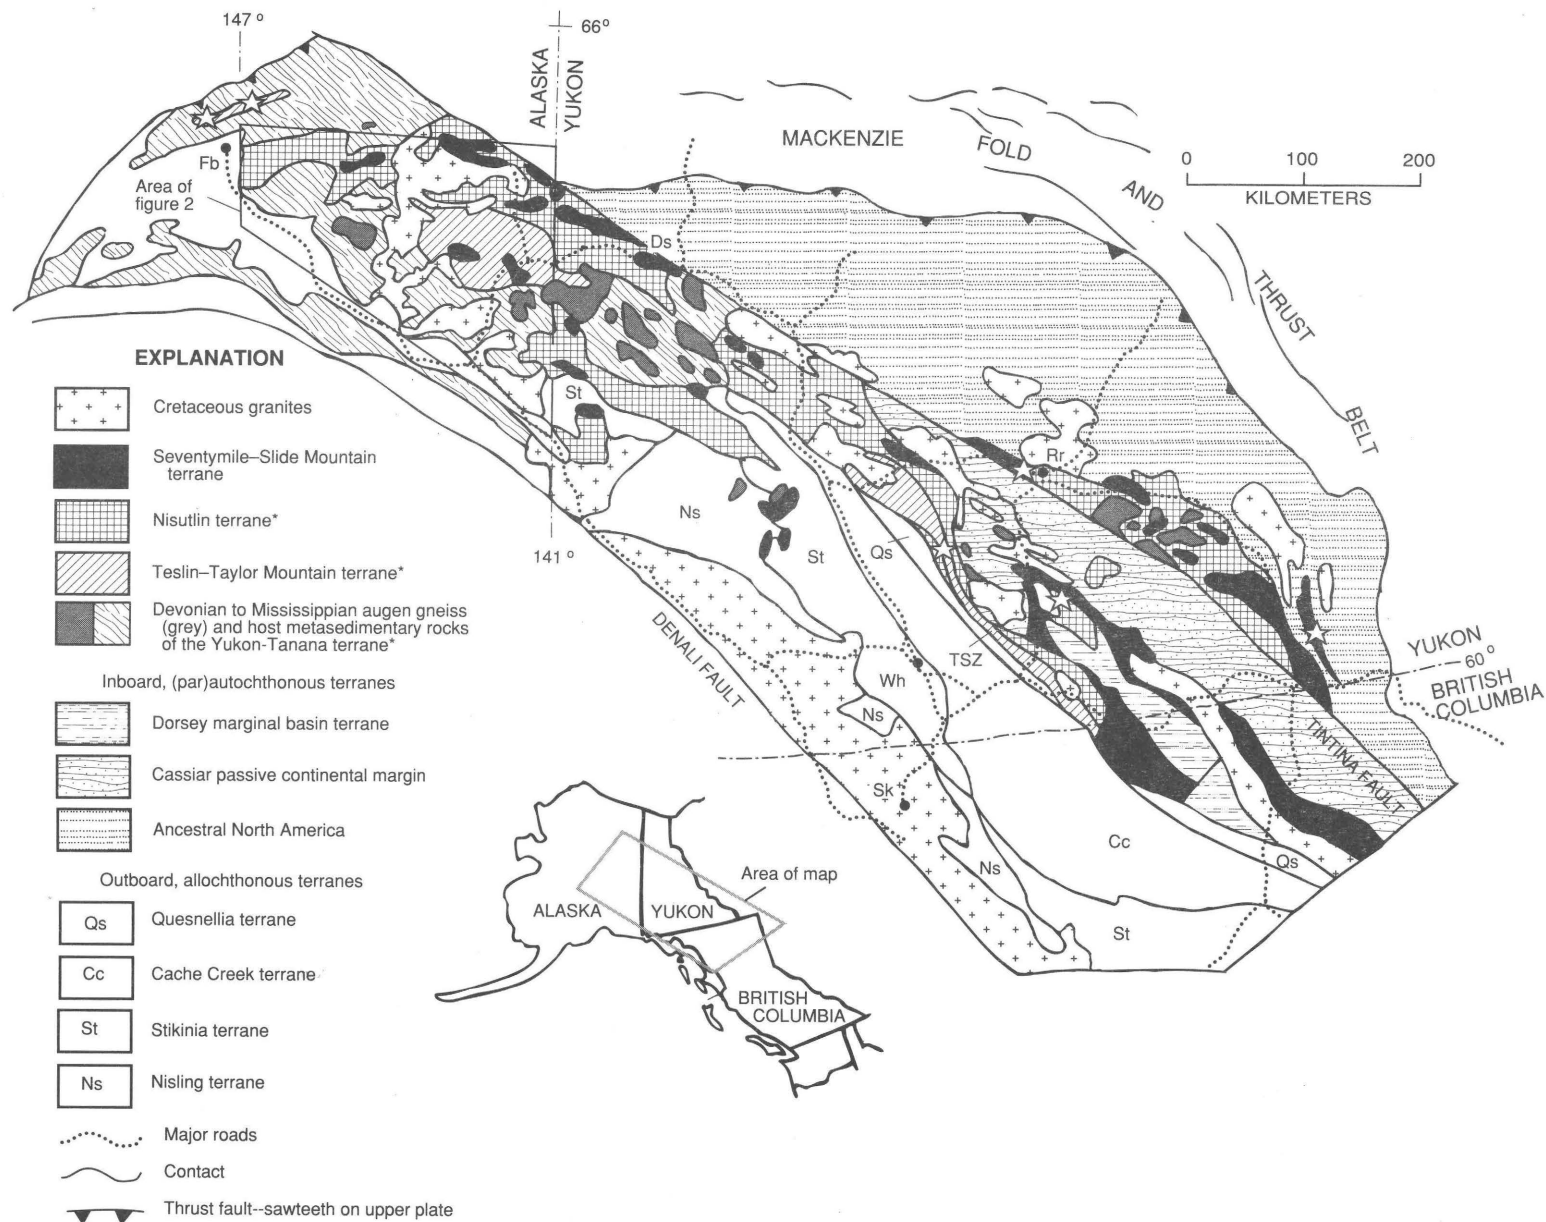 147 o
66o
ALASKA
YUKON
MACKENZIE
FOLD
AND
THRUST
BELT
0 100 200
KILOMETERS
Fb
Area of
figure 2
Ds
St
Rr
Ns
St
Qs
141 o
TSZ
DENALI FAULT
Wh
Ns
YUKON
60 o
BRITISH
COLUMBIA
TINTINA FAULT
Sk
Cc
Ns
Qs
St
EXPLANATION
Cretaceous granites
Seventymile–Slide Mountain
terrane
Nisutlin terrane*
Teslin–Taylor Mountain terrane*
Devonian to Mississippian augen gneiss
(grey) and host metasedimentary rocks
of the Yukon-Tanana terrane*
Inboard, (par)autochthonous terranes
Dorsey marginal basin terrane
Cassiar passive continental margin
Ancestral North America
Outboard, allochthonous terranes
Qs Quesnellia terrane
Cc Cache Creek terrane
St Stikinia terrane
Ns Nisling terrane
Major roads
Contact
Thrust fault--sawteeth on upper plate
Area of map
ALASKA
YUKON
BRITISH
COLUMBIA